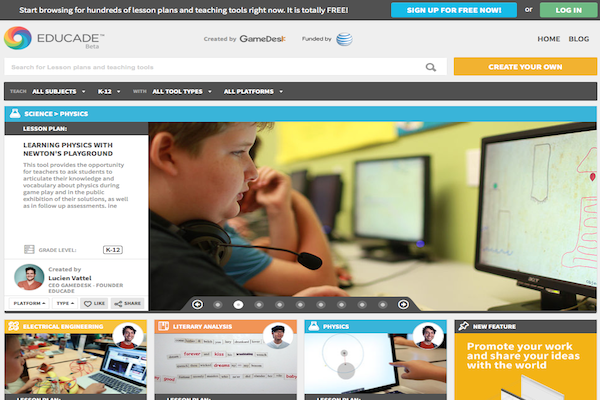 Start browsing for hundreds of lesson plans and teaching tools right now. It is totally FREE!
SIGN UP FOR FREE NOW!
or
LOG IN
EDUCADE™
Beta
Created by GameDesk
Funded by
HOME
BLOG
Search for Lesson plans and teaching tools
CREATE YOUR OWN
TEACH
ALL SUBJECTS
K-12
WITH
ALL TOOL TYPES
ALL PLATFORMS
SCIENCE > PHYSICS
LESSON PLAN:
LEARNING PHYSICS WITH
NEWTON'S PLAYGROUND
This tool provides the opportunity
for teachers to ask students to
articulate their knowledge and
vocabulary about physics during
game play and in the public
exhibition of their solutions, as well
as in follow up assessments. Ine
GRADE LEVEL:
K-12
Created by
Lucien Vattel
CEO GAMEDESK - FOUNDER
EDUCADE
PLATFORM
TYPE
LIKE
SHARE
acer
ELECTRICAL ENGINEERING
LITERARY ANALYSIS
PHYSICS
NEW FEATURE
Promote your work
and share your ideas
with the world
LESSON PLAN:
LESSON PLAN:
LESSON PLAN: